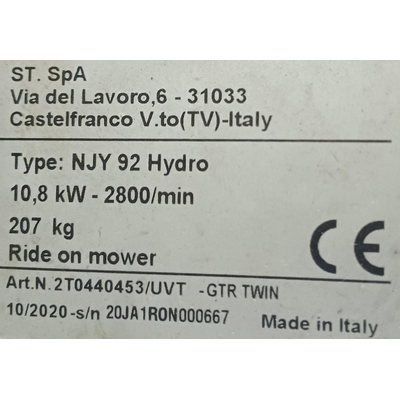 ST. SpA
Via del Lavoro,6 - 31033
Castelfranco V.to(TV)-Italy
Type: NJY 92 Hydro
10,8 kW - 2800/min
207 kg
Ride on mower
CE
Art.N.2T0440453/UVT -GTR TWIN
10/2020-s/n 20JA1RON000667
Made in Italy